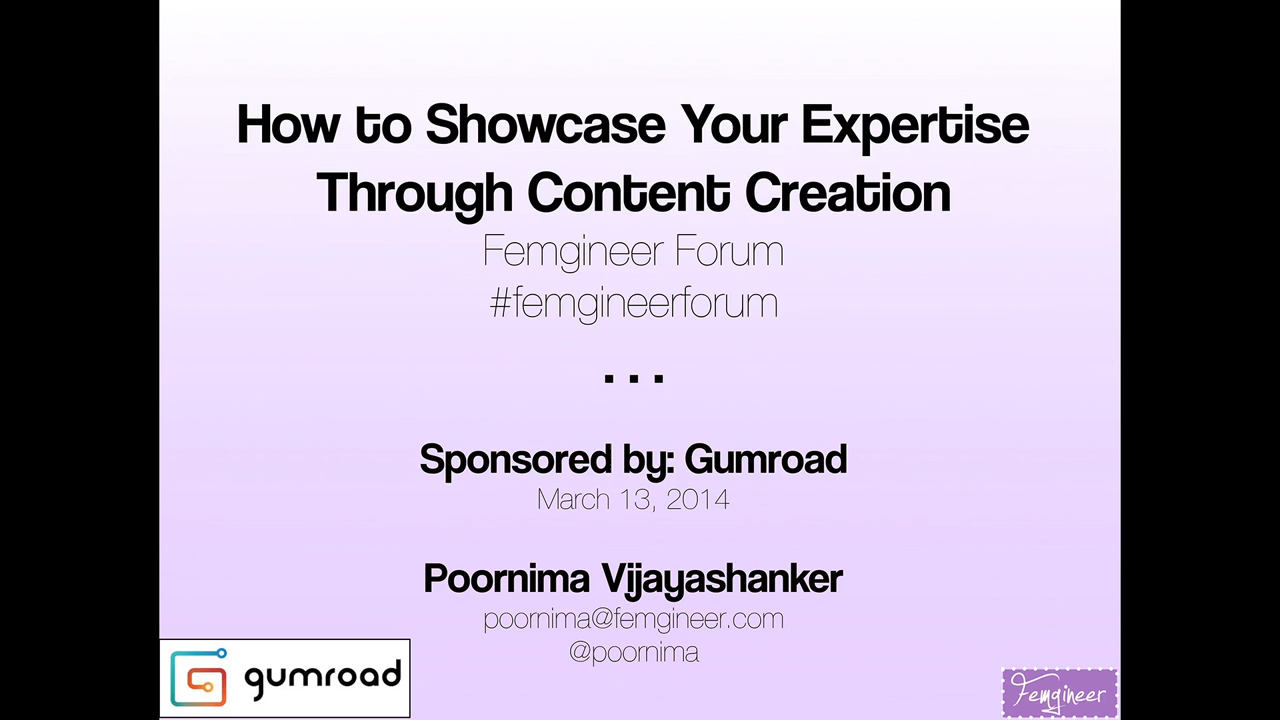 How to Showcase Your Expertise
Through Content Creation
Femgineer Forum
#femgineerforum
...
Sponsored by: Gumroad
March 13, 2014
Poornima Vijayashanker
poornima@femgineer.com
@poornima
gumroad
Femgineer